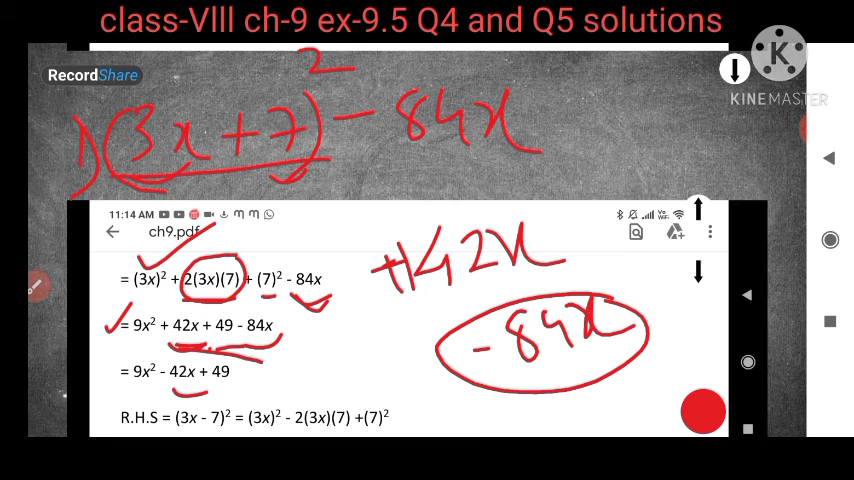 class-VIII ch-9 ex-9.5 Q4 and Q5 solutions
RecordShare
K
KINEMASTER
1) (3x + 7)² - 84x
11:14 AM
ch9.pdf
= (3x)² + 2(3x)(7) + (7)² - 84x
+42x
= 9x² + 42x + 49 - 84x
- 84x
= 9x² - 42x + 49
R.H.S = (3x - 7)² = (3x)² - 2(3x)(7) +(7)²